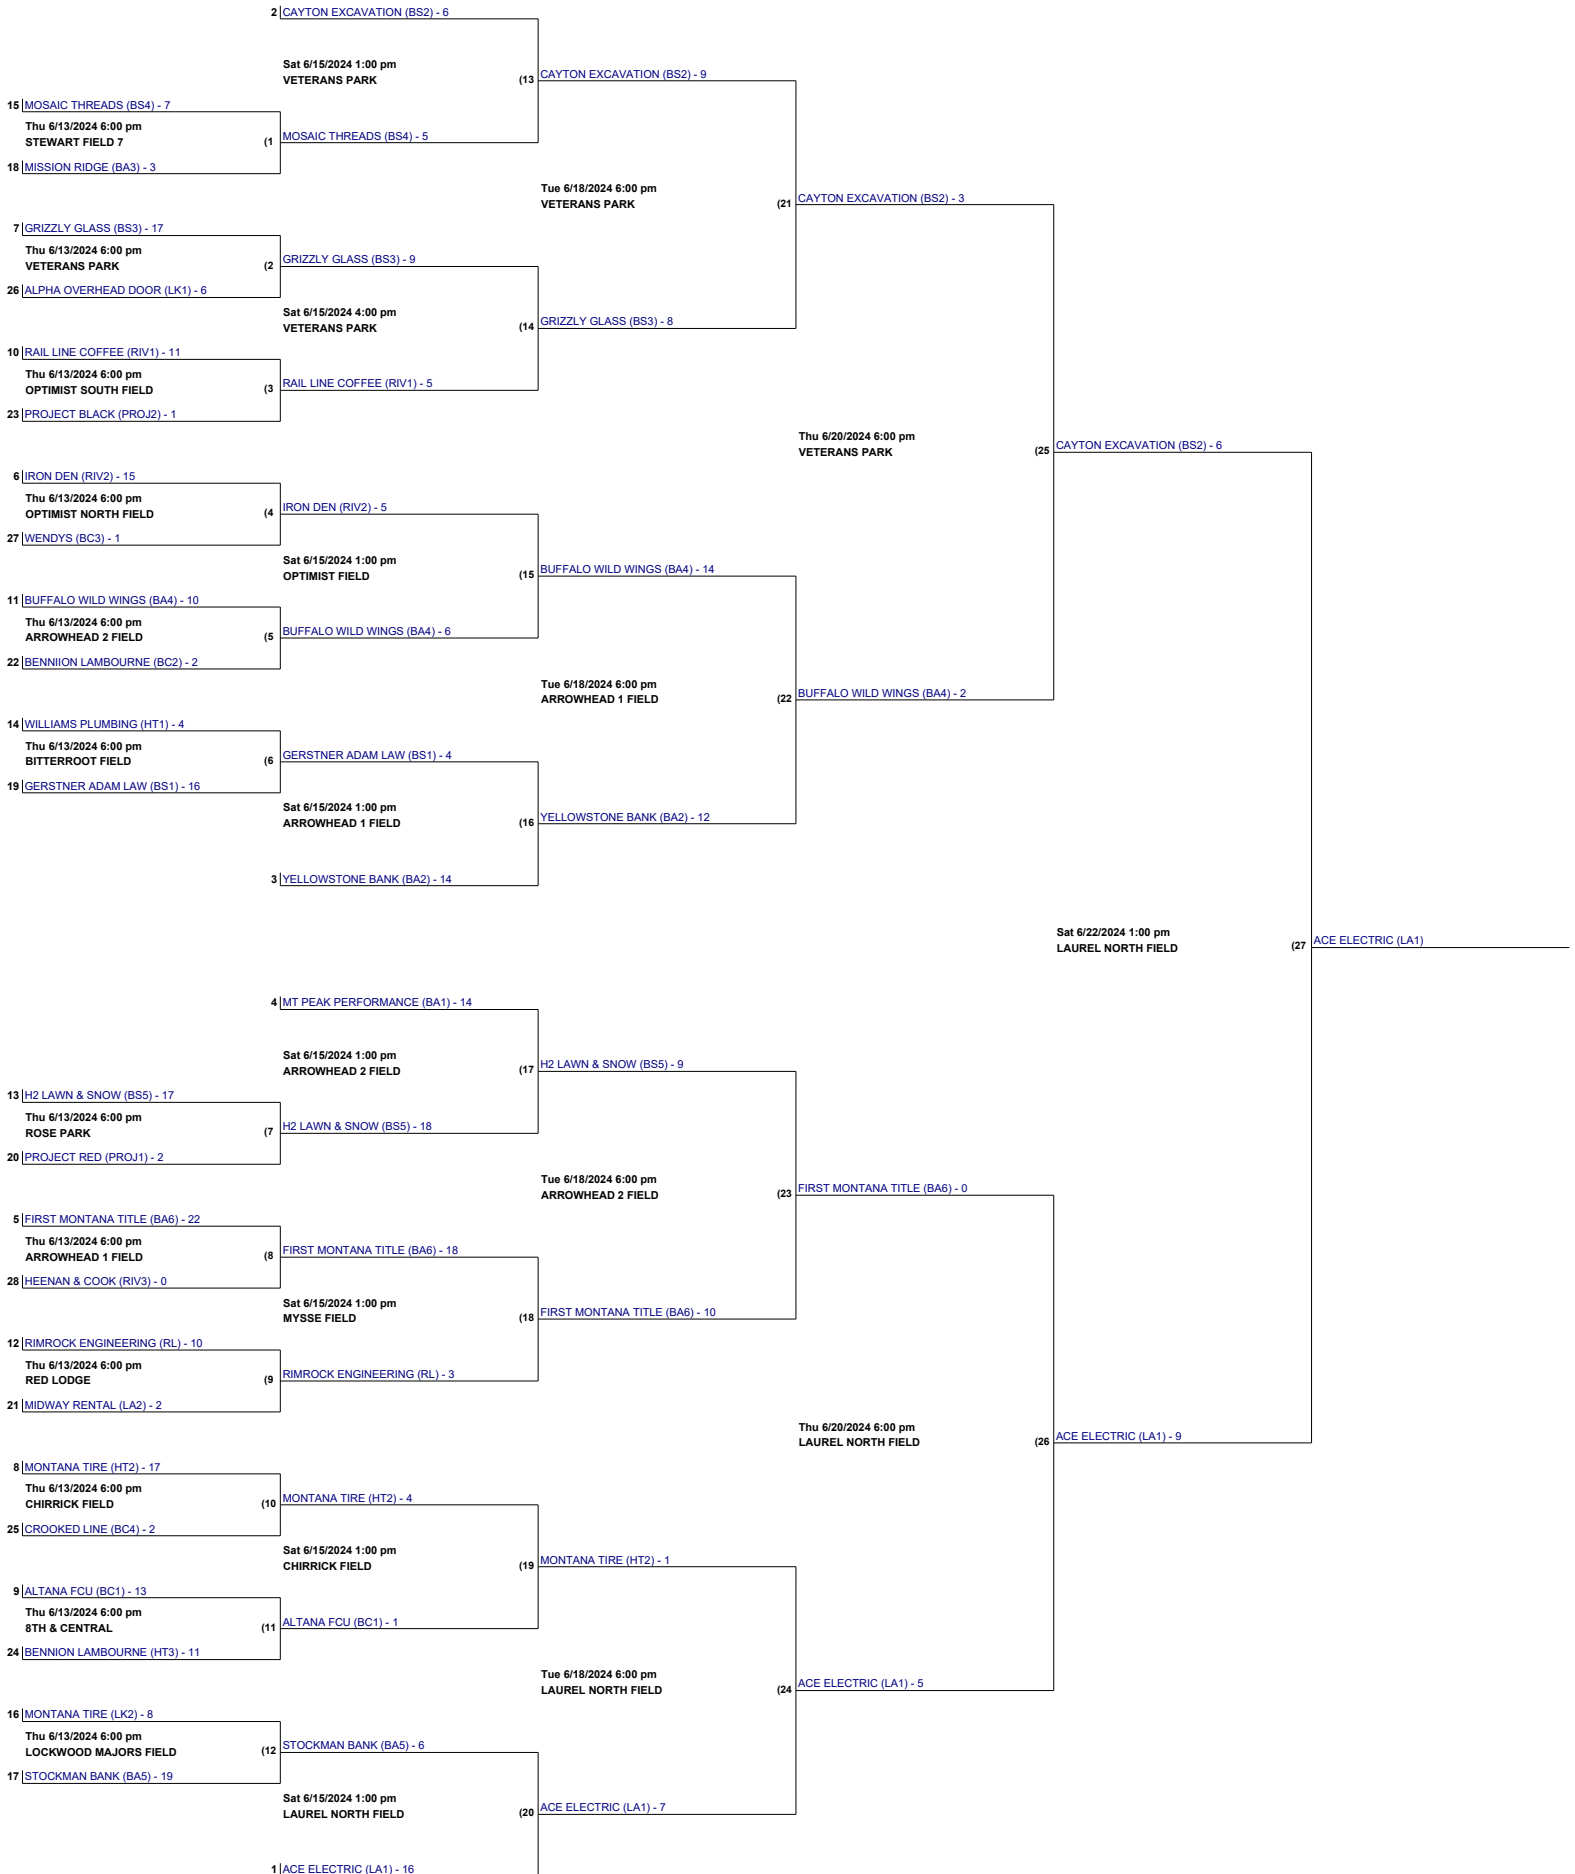 2 CAYTON EXCAVATION (BS2) - 6
Sat 6/15/2024 1:00 pm
VETERANS PARK
(13 CAYTON EXCAVATION (BS2) - 9
15 MOSAIC THREADS (BS4) - 7
Thu 6/13/2024 6:00 pm
STEWART FIELD 7
(1 MOSAIC THREADS (BS4) - 5
18 MISSION RIDGE (BA3) - 3
Tue 6/18/2024 6:00 pm
VETERANS PARK
(21 CAYTON EXCAVATION (BS2) - 3
7 GRIZZLY GLASS (BS3) - 17
Thu 6/13/2024 6:00 pm
VETERANS PARK
(2 GRIZZLY GLASS (BS3) - 9
26 ALPHA OVERHEAD DOOR (LK1) - 6
Sat 6/15/2024 4:00 pm
VETERANS PARK
(14 GRIZZLY GLASS (BS3) - 8
10 RAIL LINE COFFEE (RIV1) - 11
Thu 6/13/2024 6:00 pm
OPTIMIST SOUTH FIELD
(3 RAIL LINE COFFEE (RIV1) - 5
23 PROJECT BLACK (PROJ2) - 1
Thu 6/20/2024 6:00 pm
VETERANS PARK
(25 CAYTON EXCAVATION (BS2) - 6
6 IRON DEN (RIV2) - 15
Thu 6/13/2024 6:00 pm
OPTIMIST NORTH FIELD
(4 IRON DEN (RIV2) - 5
27 WENDYS (BC3) - 1
Sat 6/15/2024 1:00 pm
OPTIMIST FIELD
(15 BUFFALO WILD WINGS (BA4) - 14
11 BUFFALO WILD WINGS (BA4) - 10
Thu 6/13/2024 6:00 pm
ARROWHEAD 2 FIELD
(5 BUFFALO WILD WINGS (BA4) - 6
22 BENNIION LAMBOURNE (BC2) - 2
Tue 6/18/2024 6:00 pm
ARROWHEAD 1 FIELD
(22 BUFFALO WILD WINGS (BA4) - 2
14 WILLIAMS PLUMBING (HT1) - 4
Thu 6/13/2024 6:00 pm
BITTERROOT FIELD
(6 GERSTNER ADAM LAW (BS1) - 4
19 GERSTNER ADAM LAW (BS1) - 16
Sat 6/15/2024 1:00 pm
ARROWHEAD 1 FIELD
(16 YELLOWSTONE BANK (BA2) - 12
3 YELLOWSTONE BANK (BA2) - 14
Sat 6/22/2024 1:00 pm
LAUREL NORTH FIELD
(27 ACE ELECTRIC (LA1)
4 MT PEAK PERFORMANCE (BA1) - 14
Sat 6/15/2024 1:00 pm
ARROWHEAD 2 FIELD
(17 H2 LAWN & SNOW (BS5) - 9
13 H2 LAWN & SNOW (BS5) - 17
Thu 6/13/2024 6:00 pm
ROSE PARK
(7 H2 LAWN & SNOW (BS5) - 18
20 PROJECT RED (PROJ1) - 2
Tue 6/18/2024 6:00 pm
ARROWHEAD 2 FIELD
(23 FIRST MONTANA TITLE (BA6) - 0
5 FIRST MONTANA TITLE (BA6) - 22
Thu 6/13/2024 6:00 pm
ARROWHEAD 1 FIELD
(8 FIRST MONTANA TITLE (BA6) - 18
28 HEENAN & COOK (RIV3) - 0
Sat 6/15/2024 1:00 pm
MYSSE FIELD
(18 FIRST MONTANA TITLE (BA6) - 10
12 RIMROCK ENGINEERING (RL) - 10
Thu 6/13/2024 6:00 pm
RED LODGE
(9 RIMROCK ENGINEERING (RL) - 3
21 MIDWAY RENTAL (LA2) - 2
Thu 6/20/2024 6:00 pm
LAUREL NORTH FIELD
(26 ACE ELECTRIC (LA1) - 9
8 MONTANA TIRE (HT2) - 17
Thu 6/13/2024 6:00 pm
CHIRRICK FIELD
(10 MONTANA TIRE (HT2) - 4
25 CROOKED LINE (BC4) - 2
Sat 6/15/2024 1:00 pm
CHIRRICK FIELD
(19 MONTANA TIRE (HT2) - 1
9 ALTANA FCU (BC1) - 13
Thu 6/13/2024 6:00 pm
8TH & CENTRAL
(11 ALTANA FCU (BC1) - 1
24 BENNION LAMBOURNE (HT3) - 11
Tue 6/18/2024 6:00 pm
LAUREL NORTH FIELD
(24 ACE ELECTRIC (LA1) - 5
16 MONTANA TIRE (LK2) - 8
Thu 6/13/2024 6:00 pm
LOCKWOOD MAJORS FIELD
(12 STOCKMAN BANK (BA5) - 6
17 STOCKMAN BANK (BA5) - 19
Sat 6/15/2024 1:00 pm
LAUREL NORTH FIELD
(20 ACE ELECTRIC (LA1) - 7
1 ACE ELECTRIC (LA1) - 16